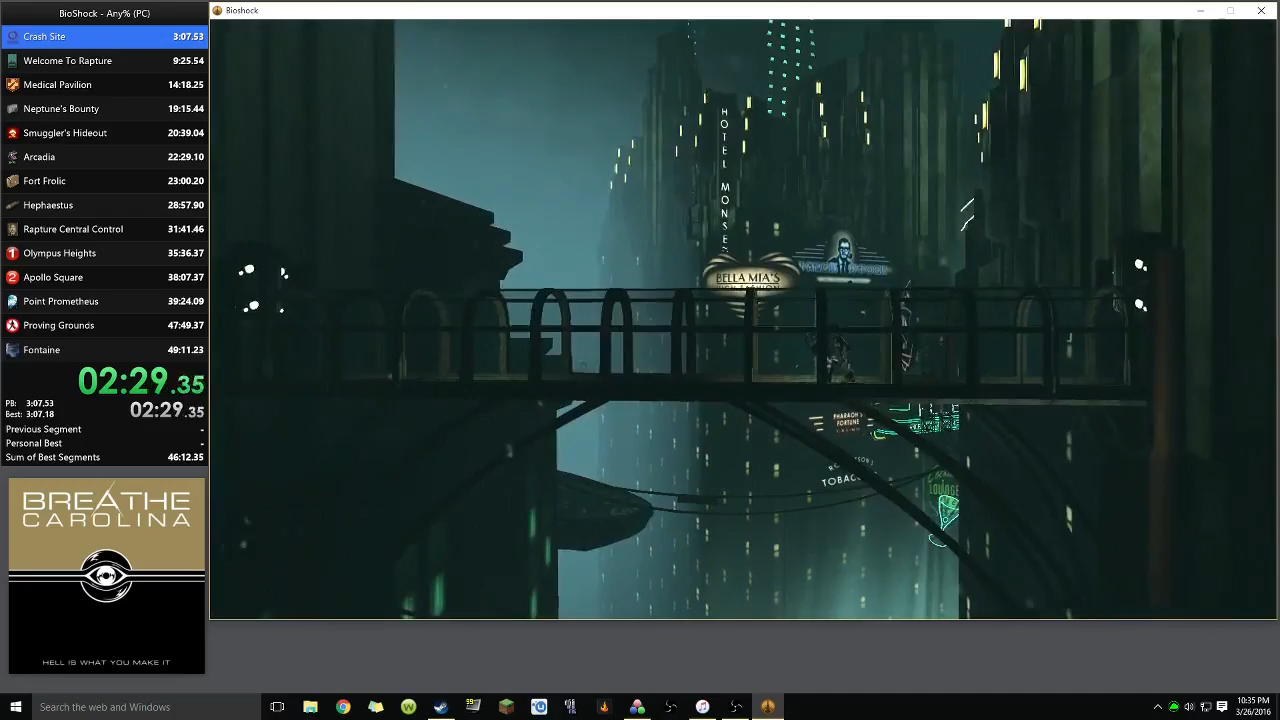 BioShock - Any% (PC)
Crash Site 3:07.53
Welcome To Rapture 9:25.54
Medical Pavilion 14:18.25
Neptune's Bounty 19:15.44
Smuggler's Hideout 20:39.04
Arcadia 22:29.10
Fort Frolic 23:00.20
Hephaestus 28:57.90
Rapture Central Control 31:41.46
Olympus Heights 35:36.37
Apollo Square 38:07.37
Point Prometheus 39:24.09
Proving Grounds 47:49.37
Fontaine 49:11.23
02:29.35
PB: 3:07.53
Best: 3:07.18
02:29.35
Previous Segment -
Personal Best -
Sum of Best Segments 46:12.35
BREATHE
CAROLINA
HELL IS WHAT YOU MAKE IT
Bioshock
HOTEL MONSE
BELLA MIA'S
HIGH FASHION
PHARAOH'S
FORTUNE
TOBACC
LOUNGE
Search the web and Windows
10:35 PM
3/26/2016